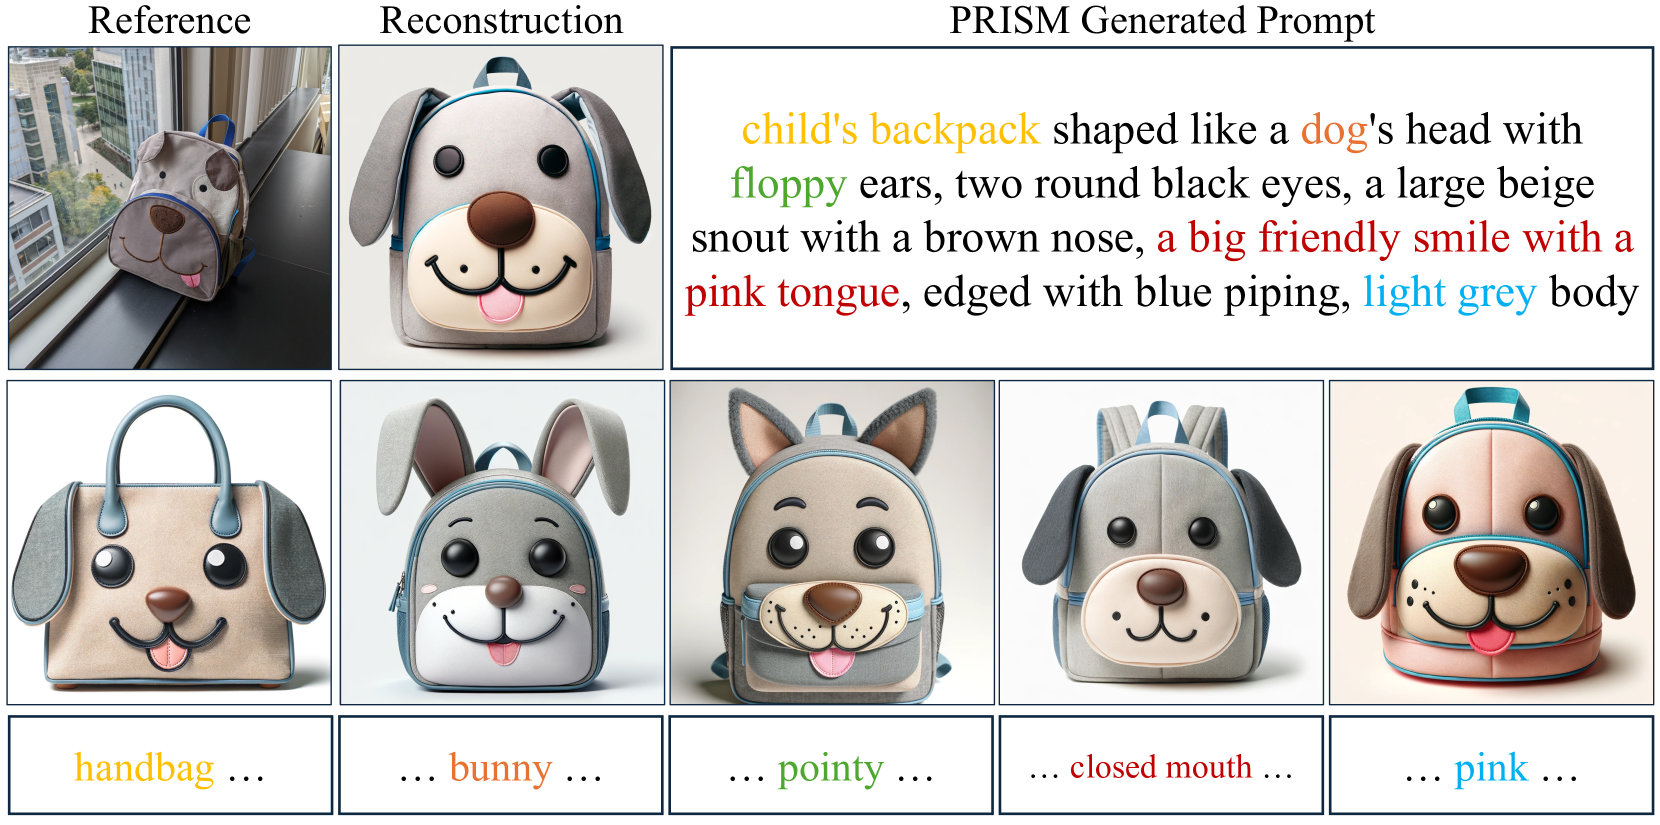 Reference
Reconstruction
PRISM Generated Prompt
child's backpack shaped like a dog's head with
floppy ears, two round black eyes, a large beige
snout with a brown nose, a big friendly smile with a
pink tongue, edged with blue piping, light grey body
handbag …
… bunny …
… pointy …
… closed mouth …
… pink …